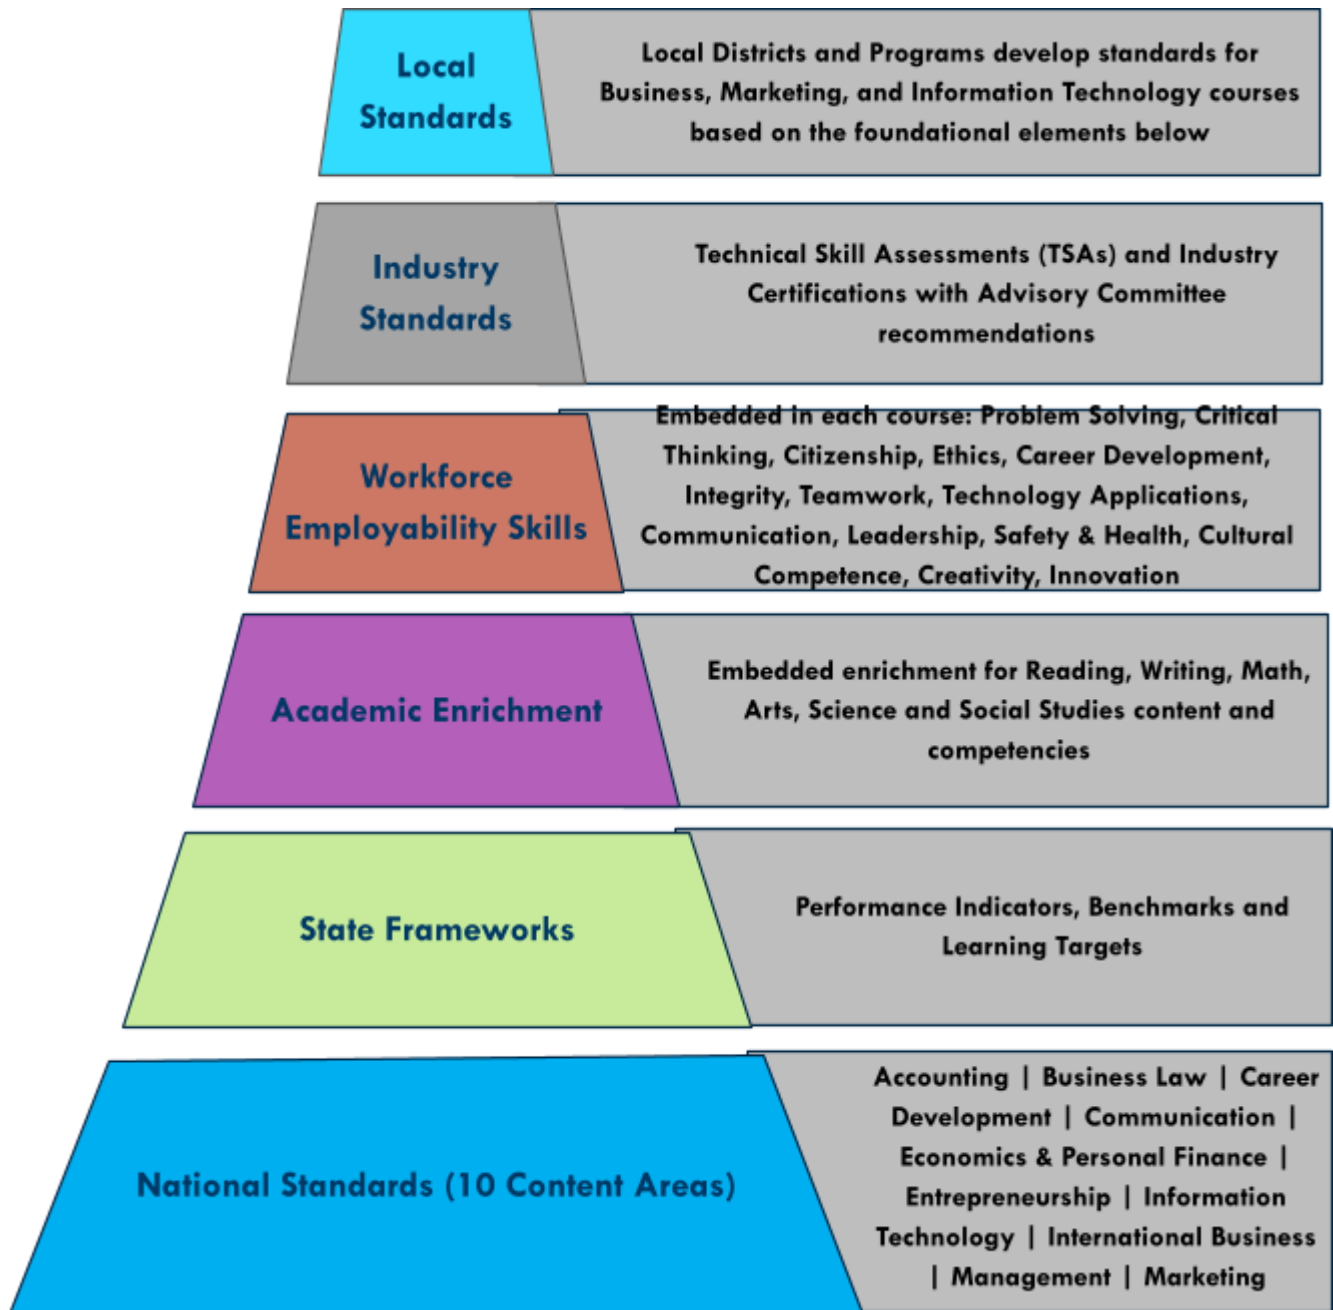 Local
Standards
Local Districts and Programs develop standards for
Business, Marketing, and Information Technology courses
based on the foundational elements below
Industry
Standards
Technical Skill Assessments (TSAs) and Industry
Certifications with Advisory Committee
recommendations
Workforce
Employability Skills
Embedded in each course: Problem Solving, Critical
Thinking, Citizenship, Ethics, Career Development,
Integrity, Teamwork, Technology Applications,
Communication, Leadership, Safety & Health, Cultural
Competence, Creativity, Innovation
Academic Enrichment
Embedded enrichment for Reading, Writing, Math,
Arts, Science and Social Studies content and
competencies
State Frameworks
Performance Indicators, Benchmarks and
Learning Targets
National Standards (10 Content Areas)
Accounting | Business Law | Career
Development | Communication |
Economics & Personal Finance |
Entrepreneurship | Information
Technology | International Business
| Management | Marketing